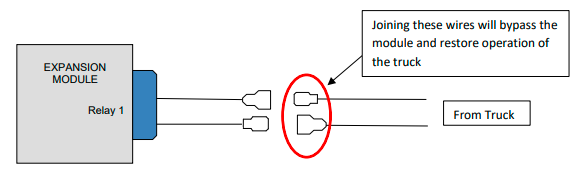 Joining these wires will bypass the
module and restore operation of
the truck
EXPANSION
MODULE
Relay 1
From Truck